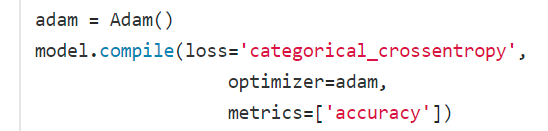 adam = Adam()
model.compile(loss='categorical_crossentropy',
              optimizer=adam,
              metrics=['accuracy'])